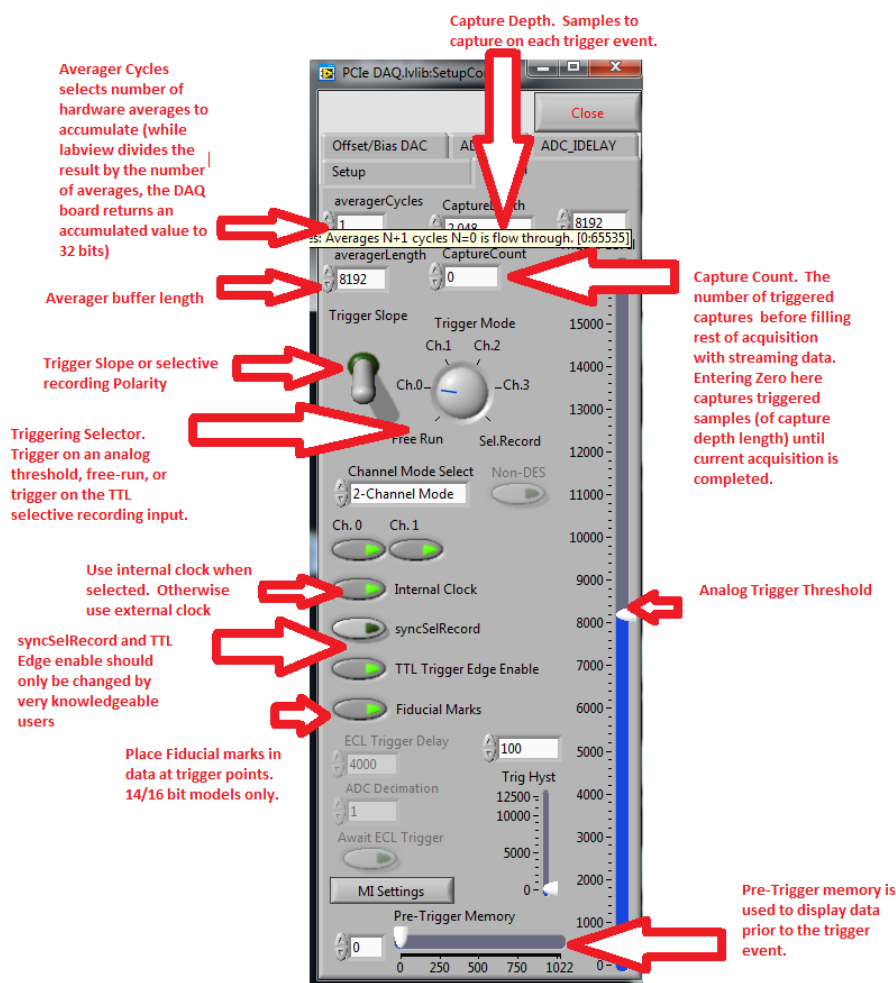 Capture Depth.  Samples to
capture on each trigger event.
Averager Cycles
selects number of
hardware averages to
accumulate (while
labview divides the
result by the number
of averages, the DAQ
board returns an
accumulated value to
32 bits)
Averager buffer length
Trigger Slope or selective
recording Polarity
Triggering Selector.
Trigger on an analog
threshold, free-run, or
trigger on the TTL
selective recording input.
Use internal clock when
selected.  Otherwise
use external clock
syncSelRecord and TTL
Edge enable should
only be changed by
very knowledgeable
users
Place Fiducial marks in
data at trigger points.
14/16 bit models only.
PCIe DAQ.lvlib:SetupCo
Close
Offset/Bias DAC
ADC_IDELAY
Setup
averagerCycles
1
2 048
8192
es: Averages N+1 cycles N=0 is flow through. [0:65535]
averagerLength
CaptureCount
8192
0
Trigger Slope
Trigger Mode
Ch.1
Ch.2
Ch.0
Ch.3
Free Run
Sel.Record
Channel Mode Select
Non-DES
2-Channel Mode
Ch. 0
Ch. 1
Internal Clock
syncSelRecord
TTL Trigger Edge Enable
Fiducial Marks
ECL Trigger Delay
4000
100
ADC Decimation
1
Trig Hyst
12500
10000
5000
0
Await ECL Trigger
MI Settings
Pre-Trigger Memory
0
0 250 500 750 1022
15000
14000
13000
12000
11000
10000
9000
8000
7000
6000
5000
4000
3000
2000
1000
0
Capture Count.  The
number of triggered
captures  before filling
rest of acquisition
with streaming data.
Entering Zero here
captures triggered
samples (of capture
depth length) until
current acquisition is
completed.
Analog Trigger Threshold
Pre-Trigger memory is
used to display data
prior to the trigger
event.